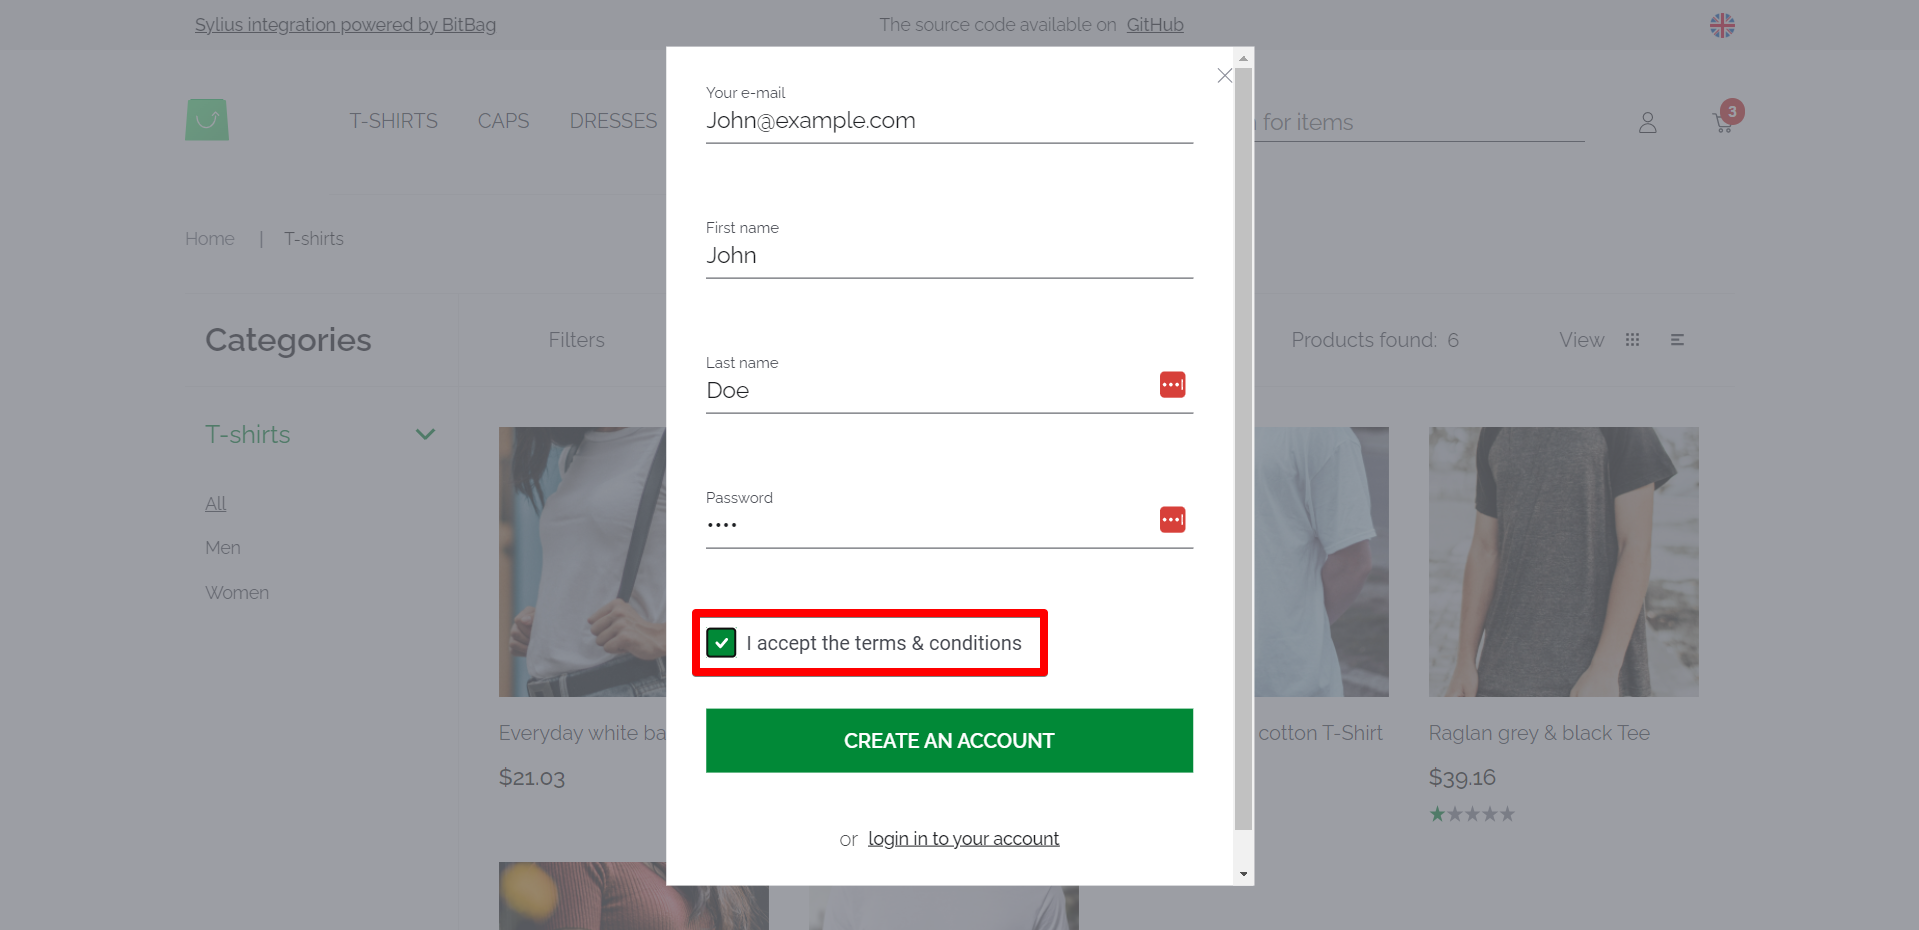 Sylius integration powered by BitBag
The source code available on GitHub
T-SHIRTS CAPS DRESSES
for items
3
Home | T-shirts
Categories
Filters
Products found: 6
View
T-shirts
All
Men
Women
Your e-mail
John@example.com
First name
John
Last name
Doe
Password
I accept the terms & conditions
CREATE AN ACCOUNT
or login in to your account
Everyday white ba
$21.03
cotton T-Shirt
Raglan grey & black Tee
$39.16